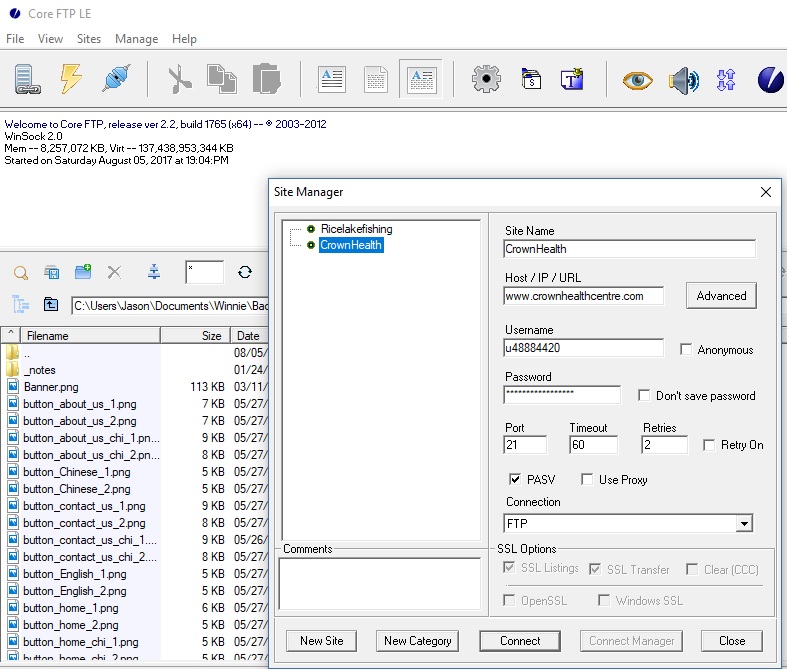 Core FTP LE
File View Sites Manage Help
Welcome to Core FTP, release ver 2.2, build 1765 (x64) -- © 2003-2012
WinSock 2.0
Mem -- 8,257,072 KB, Virt -- 137,438,953,344 KB
Started on Saturday August 05, 2017 at 19:04:PM
C:\Users\Jason\Documents\Winnie\Bac
^ Filename Size Date
.. 08/05/
_notes 01/24/
Banner.png 113 KB 03/11/
button_about_us_1.png 7 KB 05/27/
button_about_us_2.png 7 KB 05/27/
button_about_us_chi_1.pn... 9 KB 05/27/
button_about_us_chi_2.pn... 8 KB 05/27/
button_Chinese_1.png 5 KB 05/27/
button_Chinese_2.png 5 KB 05/27/
button_contact_us_1.png 9 KB 05/27/
button_contact_us_2.png 8 KB 05/27/
button_contact_us_chi_1.... 9 KB 05/26/
button_contact_us_chi_2.... 8 KB 05/27/
button_English_1.png 5 KB 05/27/
button_English_2.png 5 KB 05/27/
button_home_1.png 6 KB 05/27/
button_home_2.png 5 KB 05/27/
button_home_chi_1.png 5 KB 05/27/
button_home_chi_2.png 5 KB 05/27/
Site Manager
Ricelakefishing
CrownHealth
Comments
Site Name
CrownHealth
Host / IP / URL
www.crownhealthcentre.com Advanced
Username
u48884420 Anonymous
Password
**************** Don't save password
Port Timeout Retries
21 60 2 Retry On
PASV Use Proxy
Connection
FTP
SSL Options
SSL Listings SSL Transfer Clear (CCC)
OpenSSL Windows SSL
New Site New Category Connect Connect Manager Close